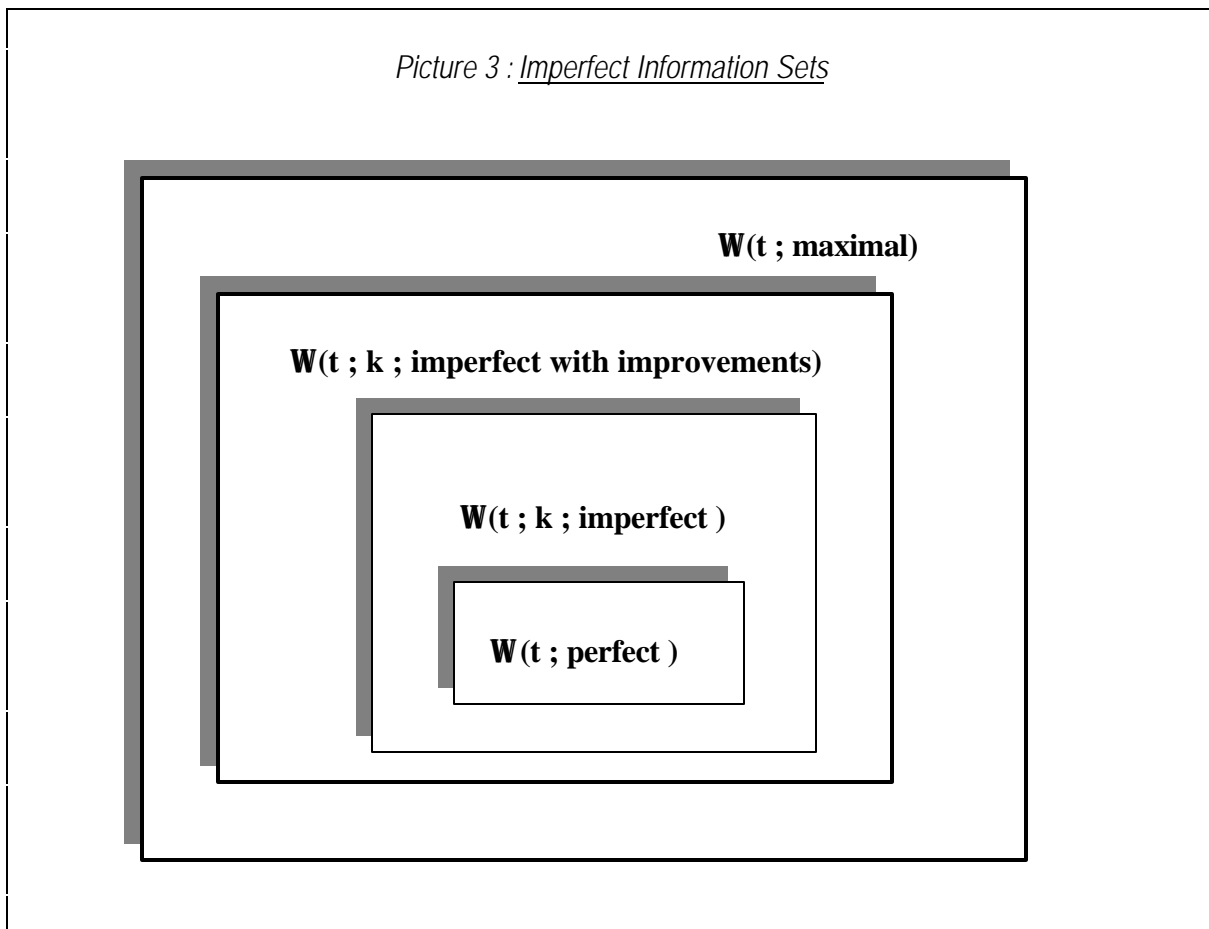 Picture 3 : Imperfect Information Sets
W(t ; maximal)
W(t ; k ; imperfect with improvements)
W(t ; k ; imperfect )
W(t ; perfect )